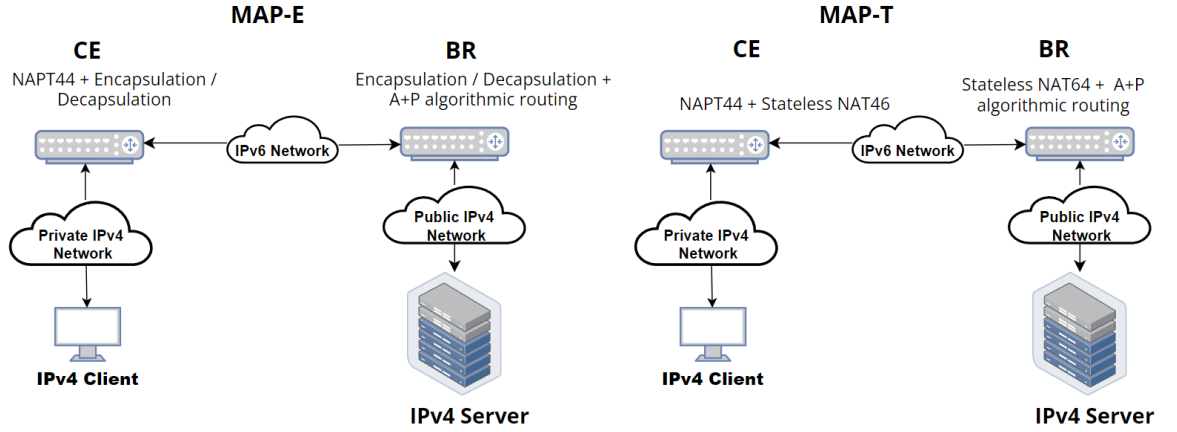 MAP-E
CE
NAPT44 + Encapsulation /
Decapsulation
BR
Encapsulation / Decapsulation +
A+P algorithmic routing
IPv6 Network
Private IPv4
Network
Public IPv4
Network
IPv4 Client
IPv4 Server
MAP-T
CE
NAPT44 + Stateless NAT46
BR
Stateless NAT64 + A+P
algorithmic routing
IPv6 Network
Private IPv4
Network
Public IPv4
Network
IPv4 Client
IPv4 Server